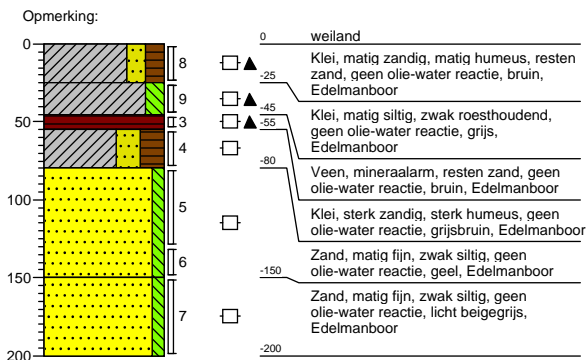 Opmerking:
0
50
100
150
200
8
9
3
4
5
6
7
0
weiland
Klei, matig zandig, matig humeus, resten
zand, geen olie-water reactie, bruin,
Edelmanboor
-25
Klei, matig siltig, zwak roesthoudend,
geen olie-water reactie, grijs,
Edelmanboor
-45
Veen, mineraalarm, resten zand, geen
olie-water reactie, bruin, Edelmanboor
-55
Klei, sterk zandig, sterk humeus, geen
olie-water reactie, grijsbruin, Edelmanboor
-80
Zand, matig fijn, zwak siltig, geen
olie-water reactie, geel, Edelmanboor
-150
Zand, matig fijn, zwak siltig, geen
olie-water reactie, licht beigegrijs,
Edelmanboor
-200